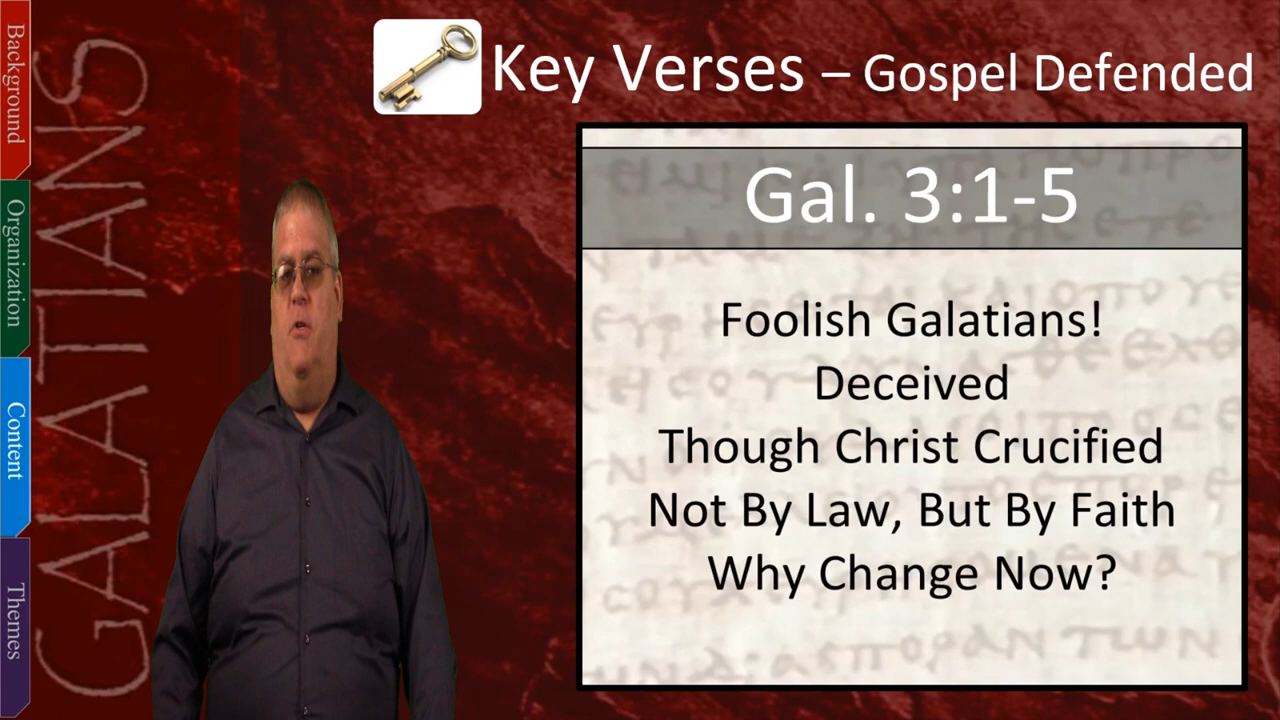 Background
Organization
Content
Themes
GALATIANS
Key Verses – Gospel Defended
Gal. 3:1-5
Foolish Galatians!
Deceived
Though Christ Crucified
Not By Law, But By Faith
Why Change Now?